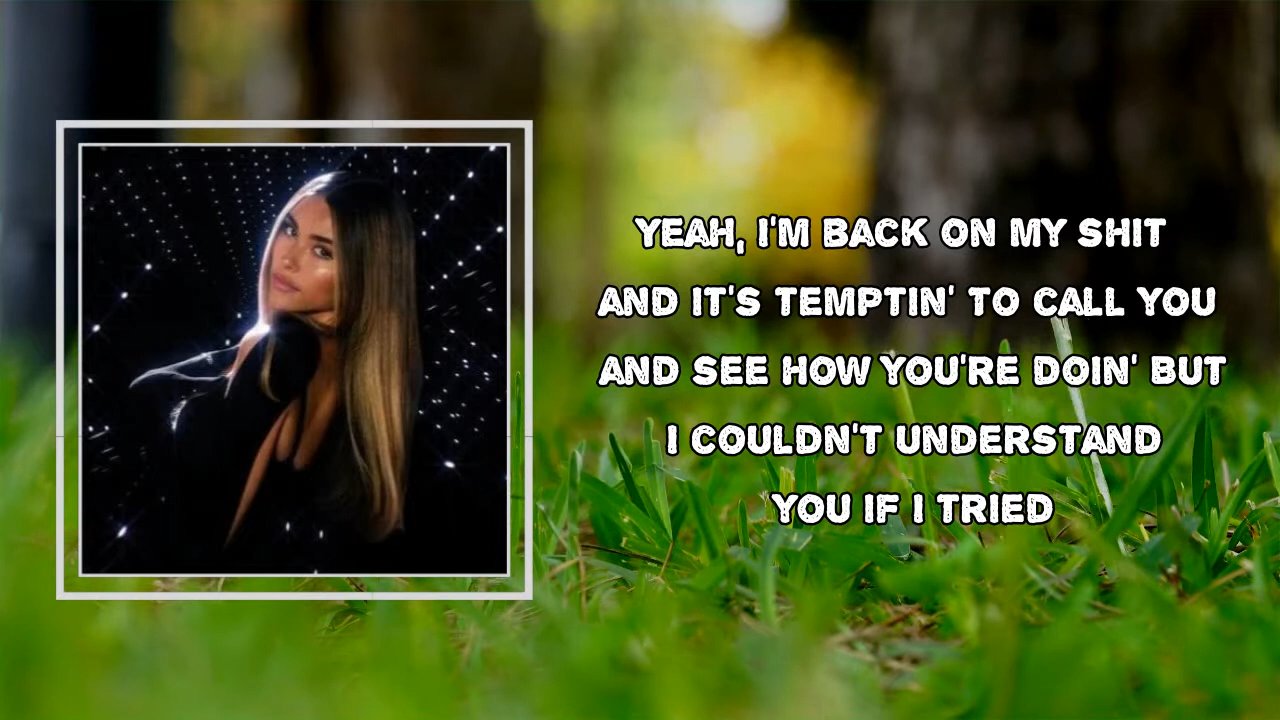 YEAH, I'M BACK ON MY SHIT
AND IT'S TEMPTIN' TO CALL YOU
AND SEE HOW YOU'RE DOIN' BUT
I COULDN'T UNDERSTAND
YOU IF I TRIED